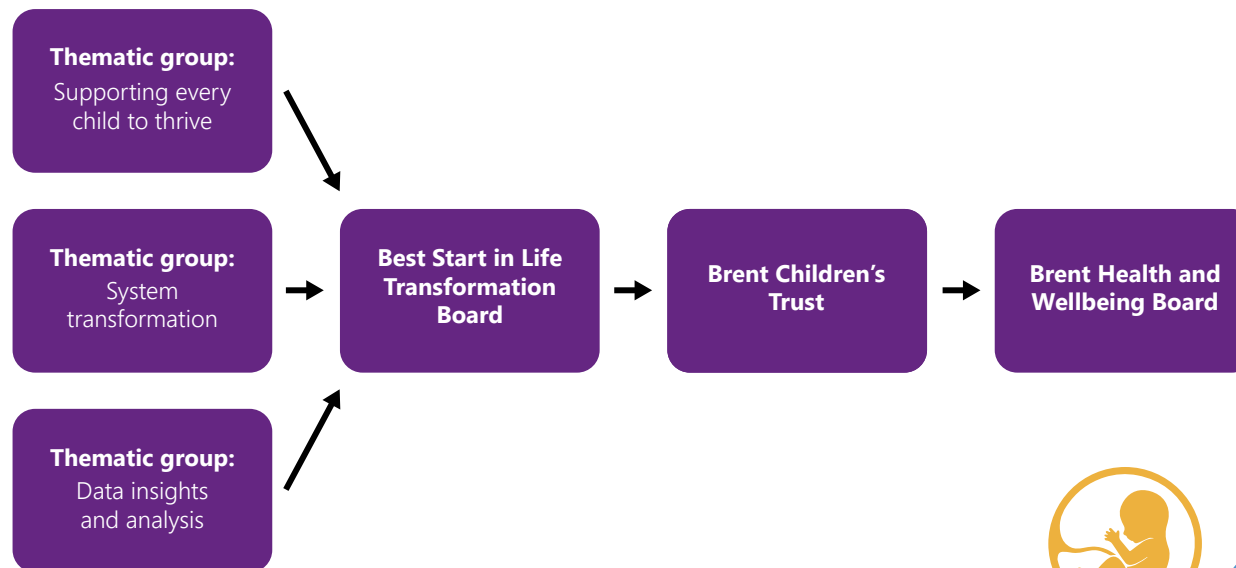 Thematic group:
Supporting every
child to thrive
Thematic group:
System
transformation
Thematic group:
Data insights
and analysis
Best Start in Life
Transformation
Board
Brent Children’s
Trust
Brent Health and
Wellbeing Board